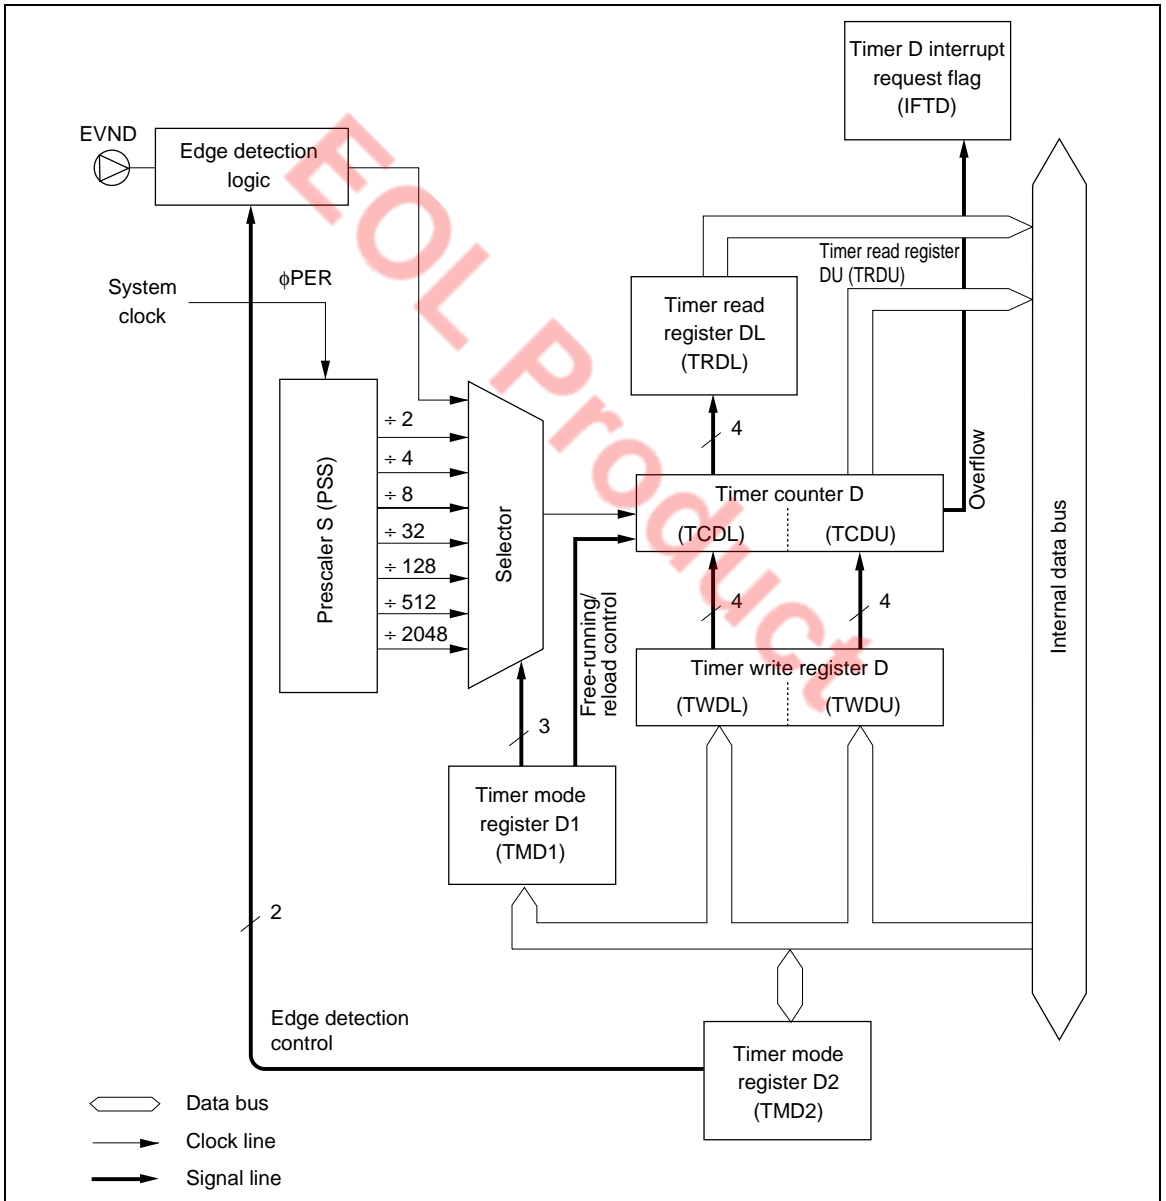 Timer D interrupt
request flag
(IFTD)
EVND
Edge detection
logic
Timer read register
DU (TRDU)
φPER
System
clock
Timer read
register DL
(TRDL)
÷ 2
÷ 4
÷ 8
÷ 32
÷ 128
÷ 512
÷ 2048
Prescaler S (PSS)
Selector
4
Timer counter D
(TCDL)
(TCDU)
Overflow
Internal data bus
4
4
Free-running/
reload control
Timer write register D
(TWDL)
(TWDU)
3
Timer mode
register D1
(TMD1)
2
Edge detection
control
Timer mode
register D2
(TMD2)
Data bus
Clock line
Signal line
EOL Product